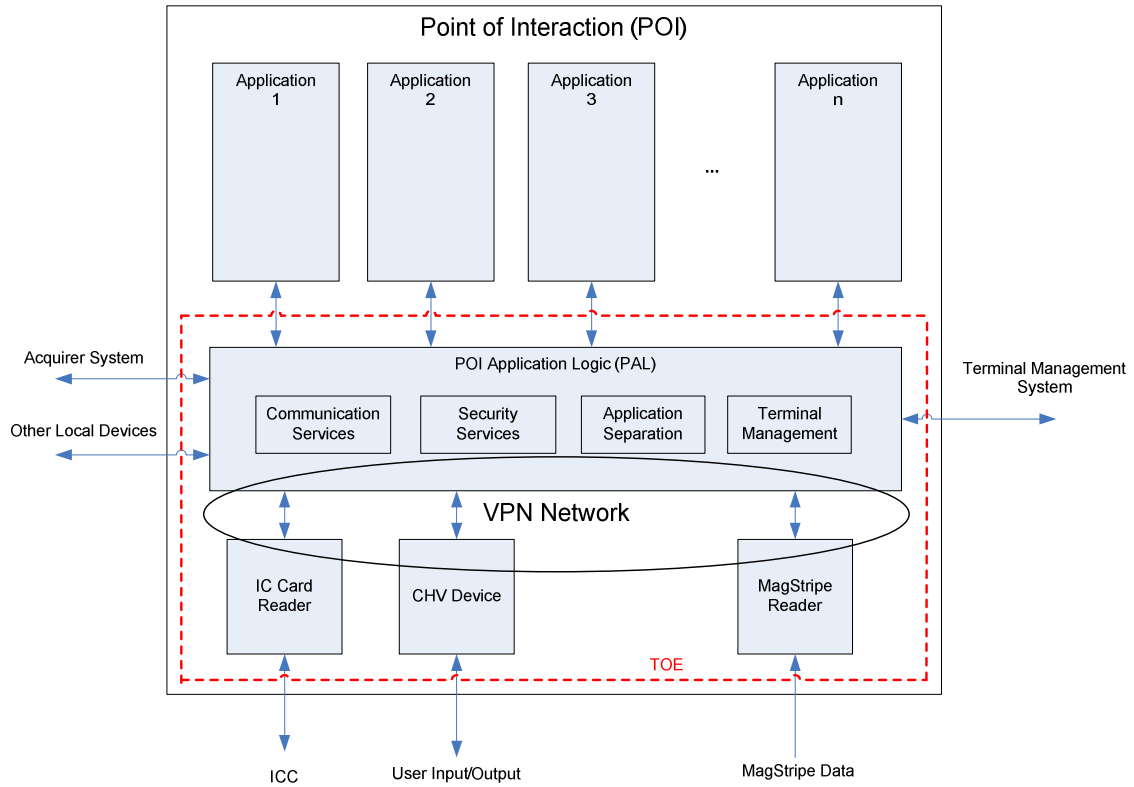 Point of Interaction (POI)
Application
1
Application
2
Application
3
...
Application
n
Acquirer System
Other Local Devices
POI Application Logic (PAL)
Communication
Services
Security
Services
Application
Separation
Terminal
Management
Terminal Management
System
VPN Network
IC Card
Reader
CHV Device
MagStripe
Reader
TOE
ICC
User Input/Output
MagStripe Data